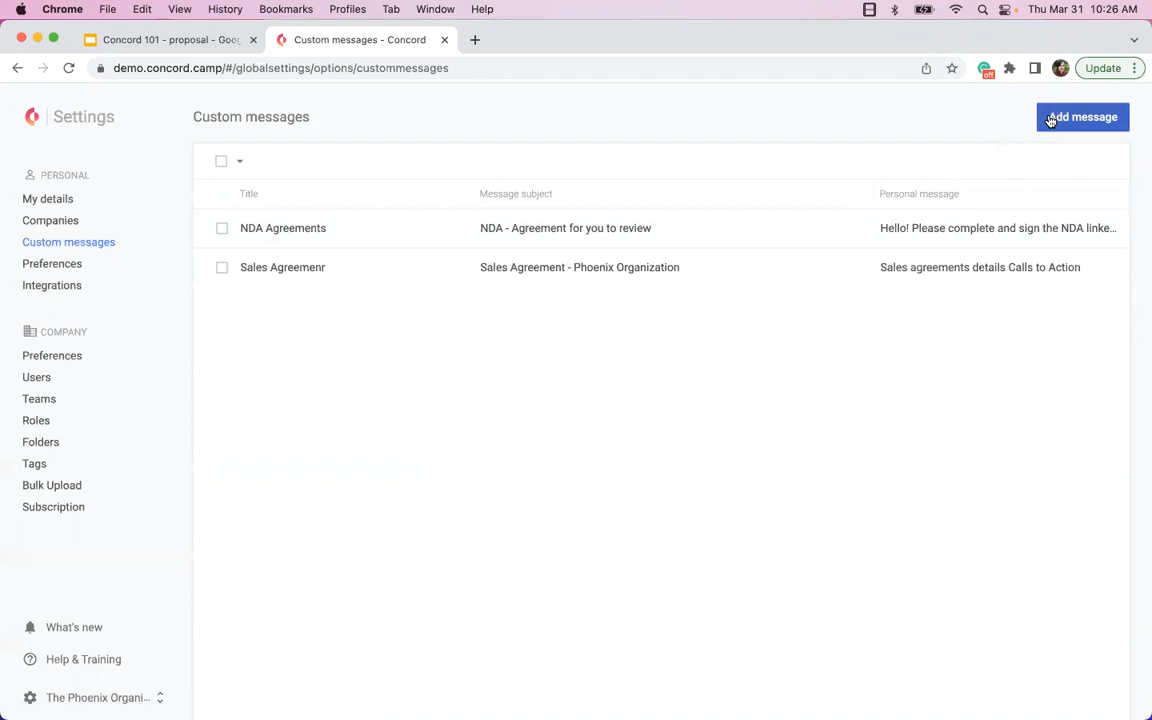 Chrome File Edit View History Bookmarks Profiles Tab Window Help Thu Mar 31 10:26 AM
Concord 101 - proposal - Goo
Custom messages - Concord
demo.concord.camp/#/globalsettings/options/custommessages
off
Update
Settings
Custom messages
Add message
PERSONAL
My details
Companies
Custom messages
Preferences
Integrations
COMPANY
Preferences
Users
Teams
Roles
Folders
Tags
Bulk Upload
Subscription
What's new
Help & Training
The Phoenix Organi...
Title Message subject Personal message
NDA Agreements NDA - Agreement for you to review Hello! Please complete and sign the NDA linke...
Sales Agreemenr Sales Agreement - Phoenix Organization Sales agreements details Calls to Action